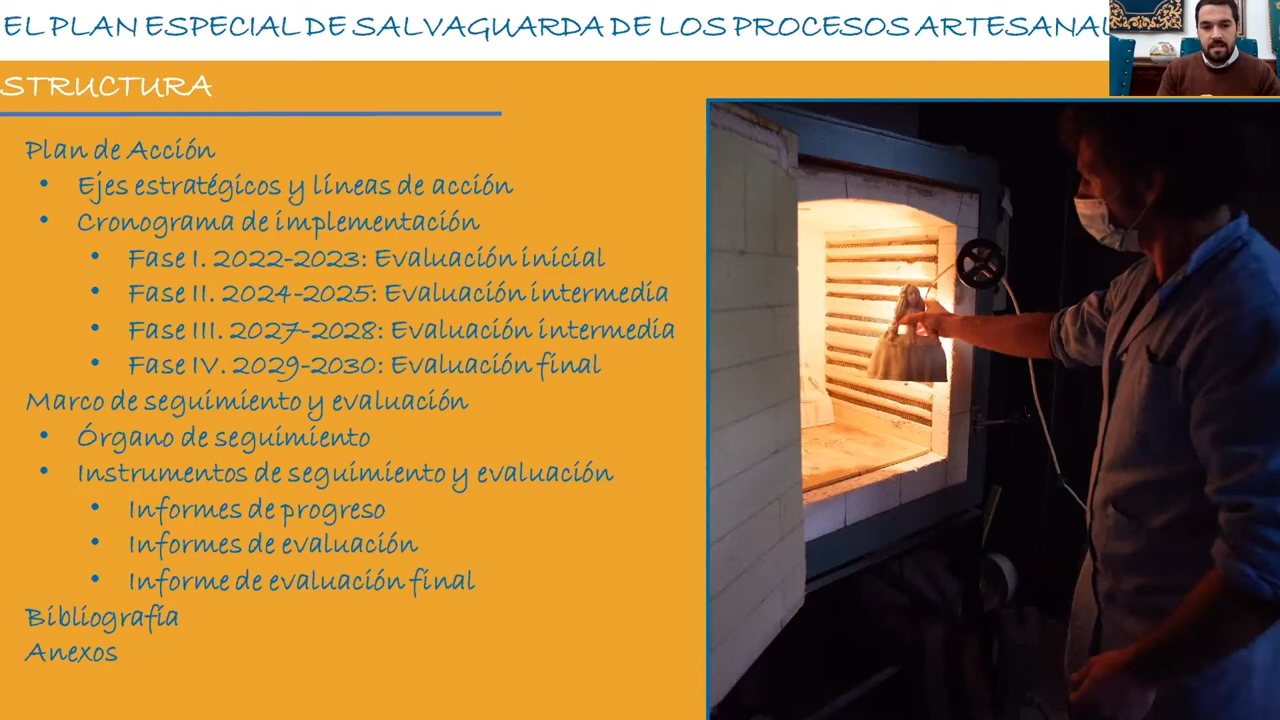 EL PLAN ESPECIAL DE SALVAGUARDA DE LOS PROCESOS ARTESANAL
STRUCTURA
Plan de Acción
• Ejes estratégicos y líneas de acción
• Cronograma de implementación
• Fase I. 2022-2023: Evaluación inicial
• Fase II. 2024-2025: Evaluación intermedia
• Fase III. 2027-2028: Evaluación intermedia
• Fase IV. 2029-2030: Evaluación final
Marco de seguimiento y evaluación
• Órgano de seguimiento
• Instrumentos de seguimiento y evaluación
• Informes de progreso
• Informes de evaluación
• Informe de evaluación final
Bibliografía
Anexos